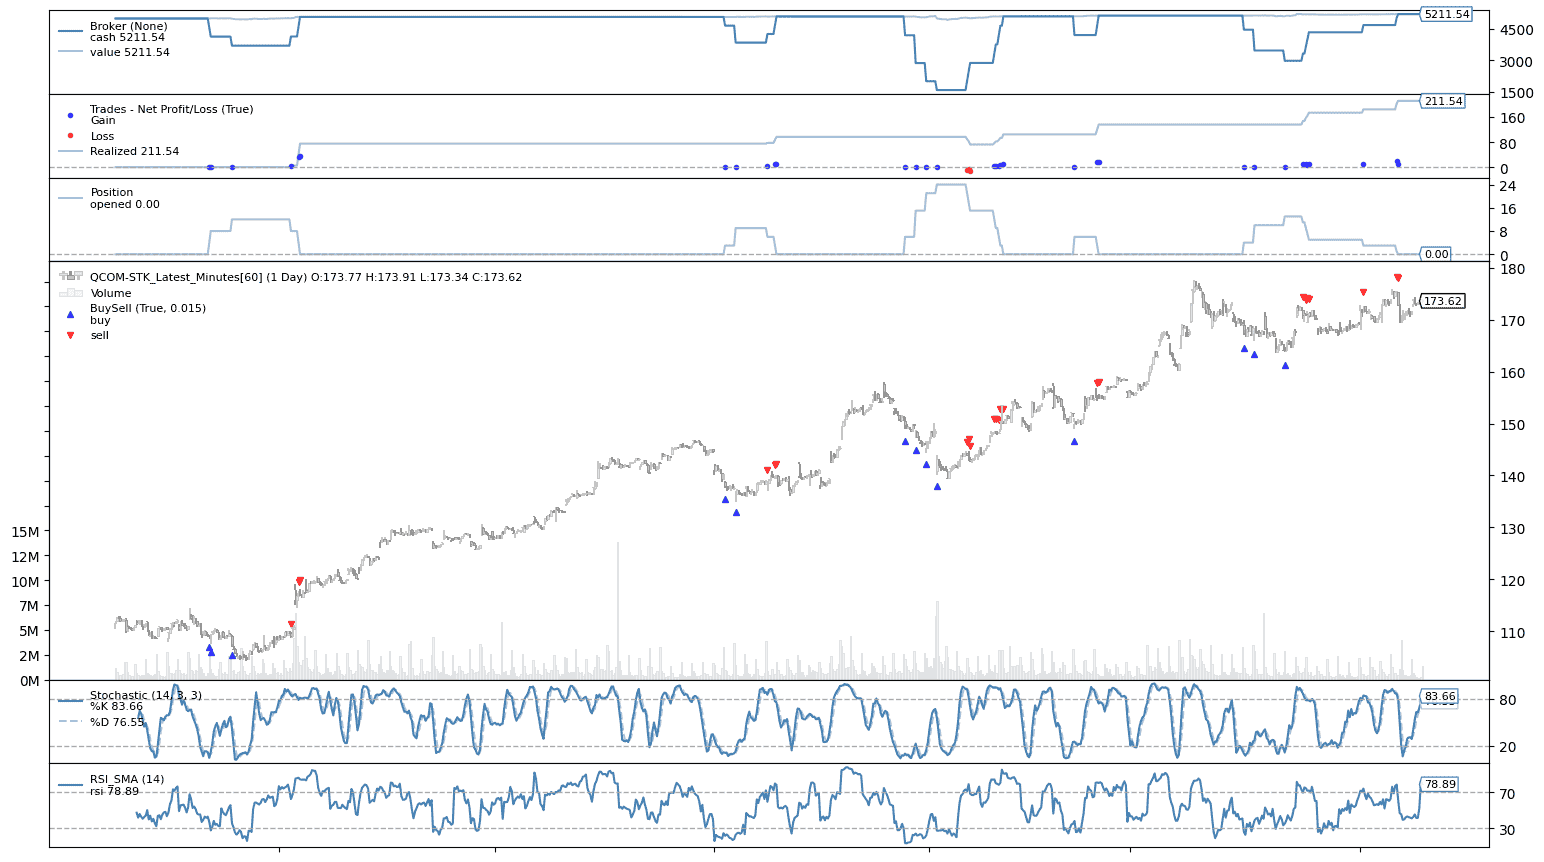 Broker (None)
cash 5211.54
value 5211.54
5211.54
4500
3000
1500
Trades - Net Profit/Loss (True)
Gain
Loss
Realized 211.54
211.54
160
80
0
Position
opened 0.00
24
16
8
0
0.00
QCOM-STK_Latest_Minutes[60] (1 Day) O:173.77 H:173.91 L:173.34 C:173.62
Volume
BuySell (True, 0.015)
buy
sell
180
173.62
170
160
150
140
130
120
110
15M
12M
10M
7M
5M
2M
0M
Stochastic (14, 3, 3)
%K 83.66
%D 76.55
83.66
80
20
RSI_SMA (14)
rsi 78.89
78.89
70
30